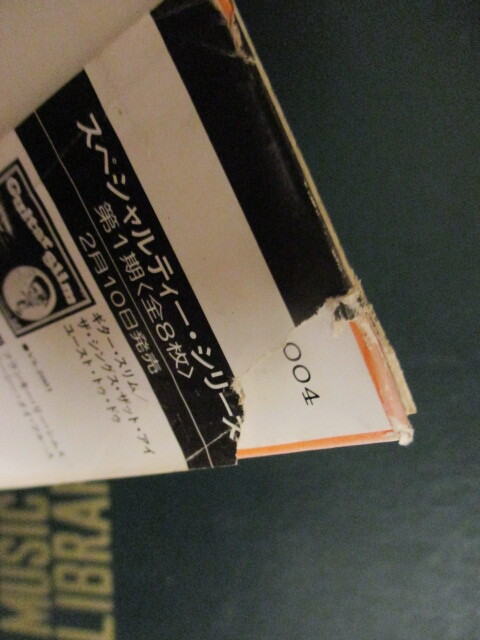 スペシャルティー・シリーズ
第1期〈全8枚〉
2月10日発売
Guitar Slim
ギター・スリム/
ザ・シングス・ザット・アイ
ユースト・トゥ・ドゥ
004
MUSIC
LIBRA